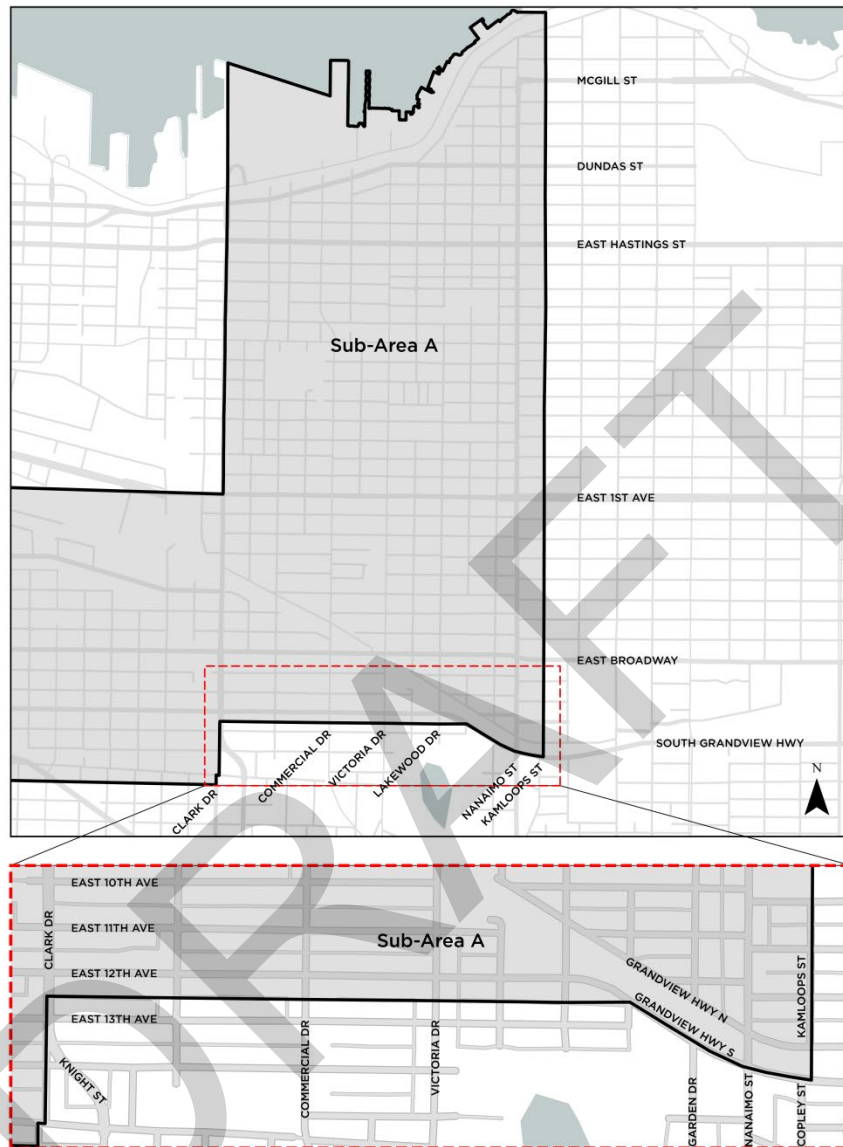 MCGILL ST
DUNDAS ST
EAST HASTINGS ST
Sub-Area A
EAST 1ST AVE
EAST BROADWAY
SOUTH GRANDVIEW HWY
COMMERCIAL DR
VICTORIA DR
LAKEWOOD DR
NANAIMO ST
KAMLOOPS ST
CLARK DR
N
EAST 10TH AVE
CLARK DR
EAST 11TH AVE
Sub-Area A
EAST 12TH AVE
GRANDVIEW HWY N
KAMLOOPS ST
GRANDVIEW HWY S
EAST 13TH AVE
KNIGHT ST
COMMERCIAL DR
VICTORIA DR
GARDEN DR
NANAIMO ST
COPLEY ST
DRAFT